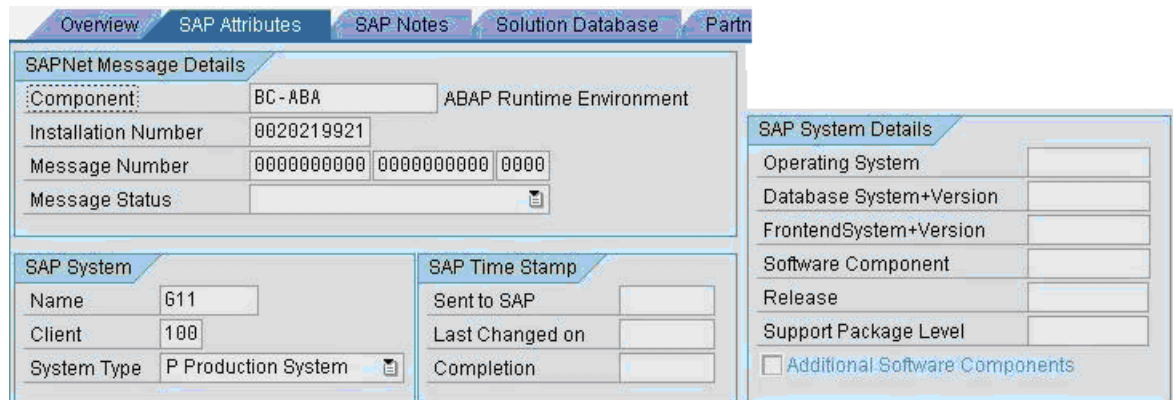 Overview SAP Attributes SAP Notes Solution Database Partn
SAPNet Message Details
Component BC-ABA ABAP Runtime Environment
Installation Number 0020219921
Message Number 0000000000 0000000000 0000
Message Status
SAP System
Name G11
Client 100
System Type P Production System
SAP Time Stamp
Sent to SAP
Last Changed on
Completion
SAP System Details
Operating System
Database System+Version
FrontendSystem+Version
Software Component
Release
Support Package Level
Additional Software Components